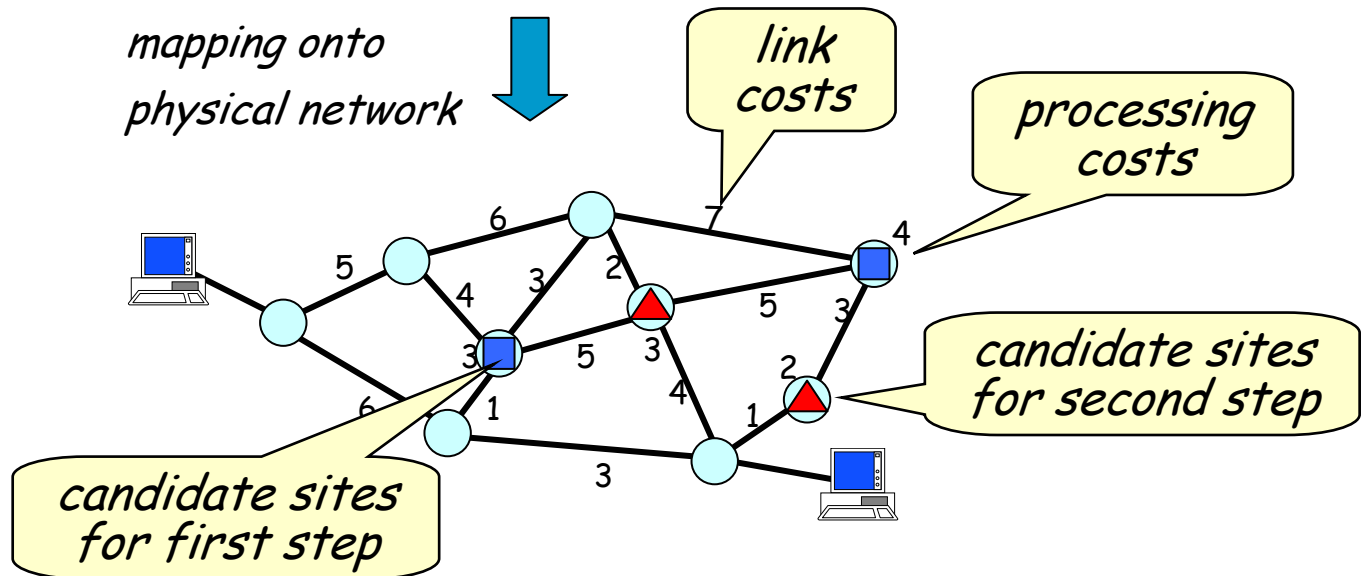 mapping onto
physical network
link
costs
processing
costs
6
7
4
5
3
2
4
5
3
3
5
3
2
6
1
4
1
3
candidate sites
for second step
candidate sites
for first step